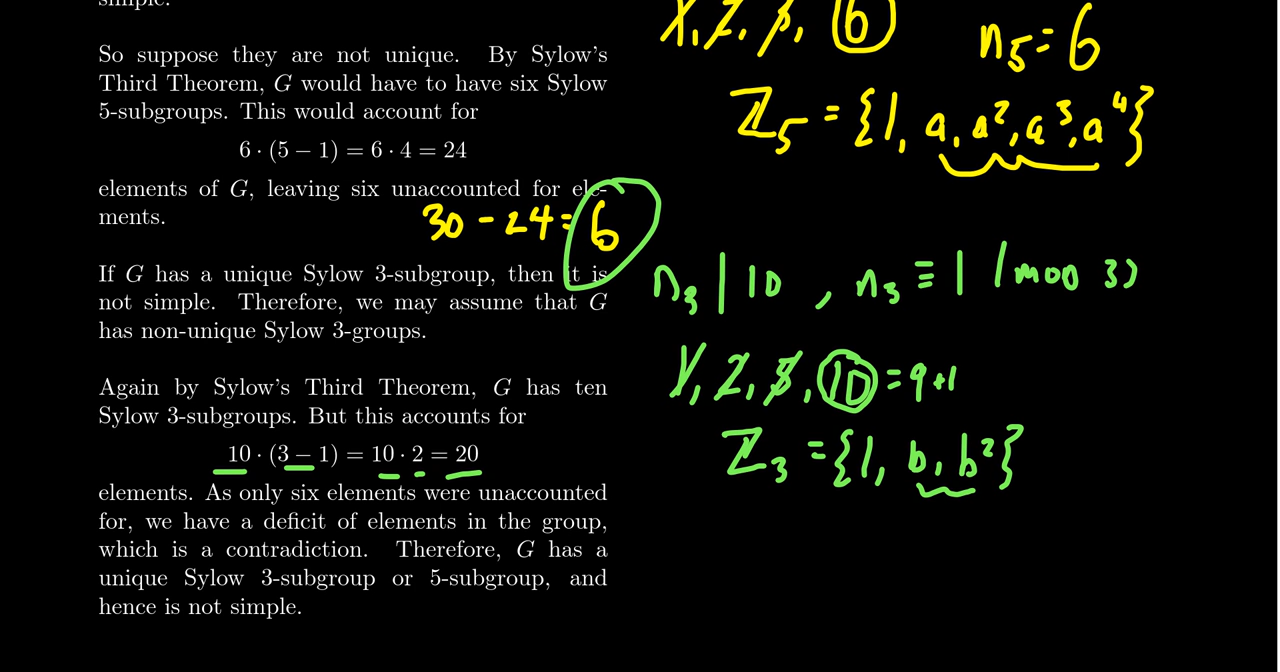 simple.
So suppose they are not unique. By Sylow's
Third Theorem, G would have to have six Sylow
5-subgroups. This would account for
6 · (5 − 1) = 6 · 4 = 24
elements of G, leaving six unaccounted for ele-
ments.
30 - 24 = 6
If G has a unique Sylow 3-subgroup, then it is
not simple. Therefore, we may assume that G
has non-unique Sylow 3-groups.
Again by Sylow's Third Theorem, G has ten
Sylow 3-subgroups. But this accounts for
10 · (3 − 1) = 10 · 2 = 20
elements. As only six elements were unaccounted
for, we have a deficit of elements in the group,
which is a contradiction. Therefore, G has a
unique Sylow 3-subgroup or 5-subgroup, and
hence is not simple.
1, 2, 3, 6
n₅ = 6
ℤ₅ = {1, a, a², a³, a⁴}
n₃ | 10 , n₃ ≡ 1 (mod 3)
1, 2, 5, 10 = 9+1
ℤ₃ = {1, b, b²}